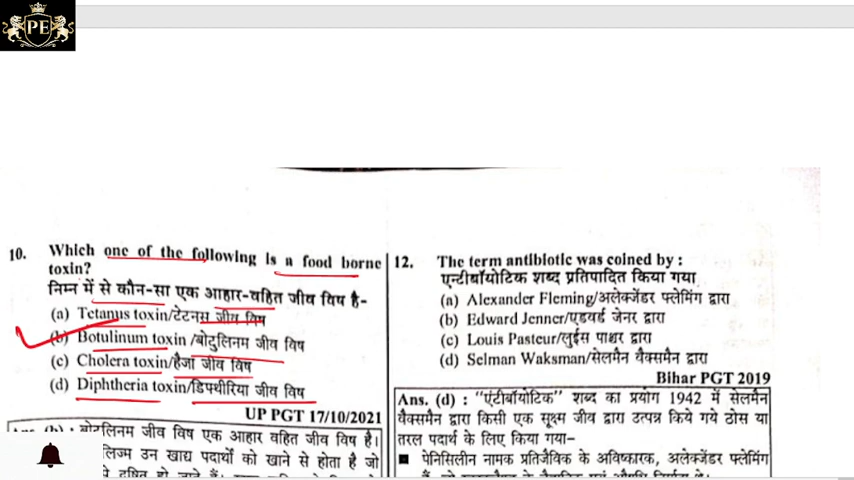 PE
10. Which one of the following is a food borne
toxin?
निम्न में से कौन-सा एक आहार-वहित जीव विष है-
(a) Tetanus toxin/टेटनस जीव विष
(b) Botulinum toxin /बोटुलिनम जीव विष
(c) Cholera toxin/हैजा जीव विष
(d) Diphtheria toxin/डिफ्थीरिया जीव विष
UP PGT 17/10/2021
(b) : बोटलिनम जीव विष एक आहार वहित जीव विष है।
लिज्म उन खाद्य पदार्थों को खाने से होता है जो
12. The term antibiotic was coined by :
एन्टीबॉयोटिक शब्द प्रतिपादित किया गया
(a) Alexander Fleming/अलेक्जेंडर फ्लेमिंग द्वारा
(b) Edward Jenner/एडवर्ड जेनर द्वारा
(c) Louis Pasteur/लुईस पाश्चर द्वारा
(d) Selman Waksman/सेलमैन वैक्समैन द्वारा
Bihar PGT 2019
Ans. (d) : “एंटीबॉयोटिक” शब्द का प्रयोग 1942 में सेलमैन
वैक्समैन द्वारा किसी एक सूक्ष्म जीव द्वारा उत्पन्न किये गये ठोस या
तरल पदार्थ के लिए किया गया–
■ पेनिसिलीन नामक प्रतिजैविक के अविष्कारक, अलेक्जेंडर फ्लेमिंग